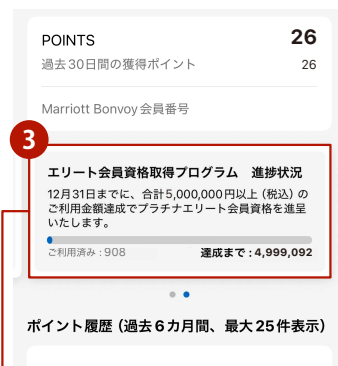 POINTS 26
過去30日間の獲得ポイント 26
Marriott Bonvoy会員番号
3
エリート会員資格取得プログラム 進捗状況
12月31日までに、合計5,000,000円以上(税込)の
ご利用金額達成でプラチナエリート会員資格を進呈
いたします。
ご利用済み:908 達成まで:4,999,092
ポイント履歴(過去6カ月間、最大25件表示)